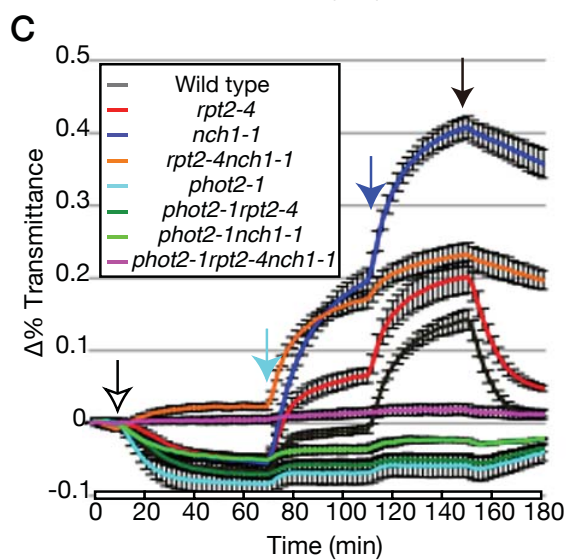 C
0.5
0.4
0.3
0.2
0.1
0
-0.1
Δ% Transmittance
Wild type
rpt2-4
nch1-1
rpt2-4nch1-1
phot2-1
phot2-1rpt2-4
phot2-1nch1-1
phot2-1rpt2-4nch1-1
0 20 40 60 80 100 120 140 160 180
Time (min)